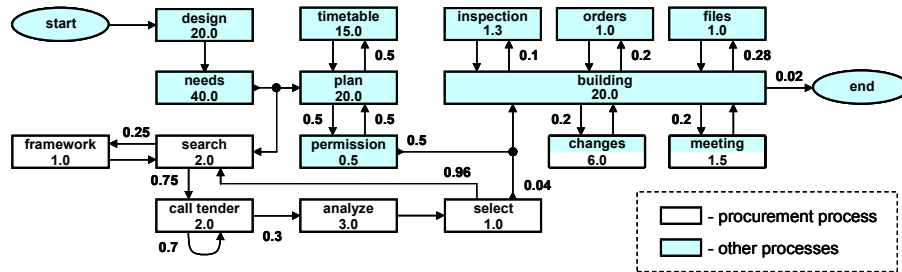 start
design
20.0
timetable
15.0
inspection
1.3
orders
1.0
files
1.0
0.5
0.1
0.2
0.28
needs
40.0
plan
20.0
building
20.0
0.02
end
0.25
0.5
0.5
0.2
0.2
framework
1.0
search
2.0
permission
0.5
0.5
changes
6.0
meeting
1.5
0.75
0.96
0.04
call tender
2.0
analyze
3.0
select
1.0
0.7
0.3
- procurement process
- other processes